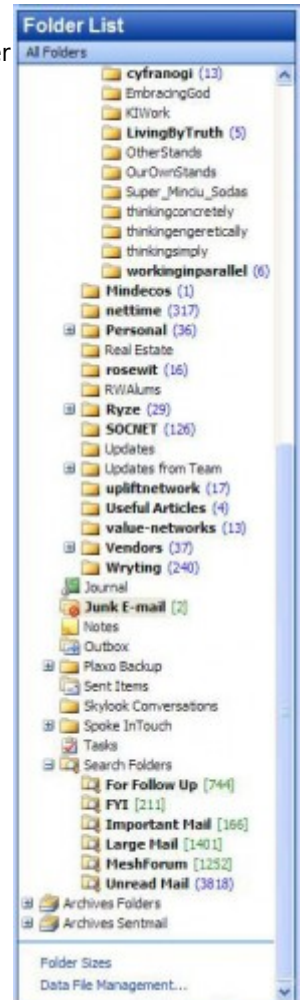 Folder List
er
All Folders
cyfranogi (13)
EmbracingGod
KIWork
LivingByTruth (5)
OtherStands
OurOwnStands
Super_Minciu_Sodas
thinkingconcretely
thinkingengeretically
thinkingsimply
workinginparallel (6)
Mindecos (1)
nettime (317)
Personal (36)
Real Estate
rosewit (16)
RWAlums
Ryze (29)
SOCNET (126)
Updates
Updates from Team
upliftnetwork (17)
Useful Articles (4)
value-networks (13)
Vendors (37)
Wryting (240)
Journal
Junk E-mail [2]
Notes
Outbox
Plaxo Backup
Sent Items
Skylook Conversations
Spoke InTouch
Tasks
Search Folders
For Follow Up [744]
FYI [211]
Important Mail [166]
Large Mail [1401]
MeshForum [1252]
Unread Mail (3818)
Archives Folders
Archives Sentmail
Folder Sizes
Data File Management...